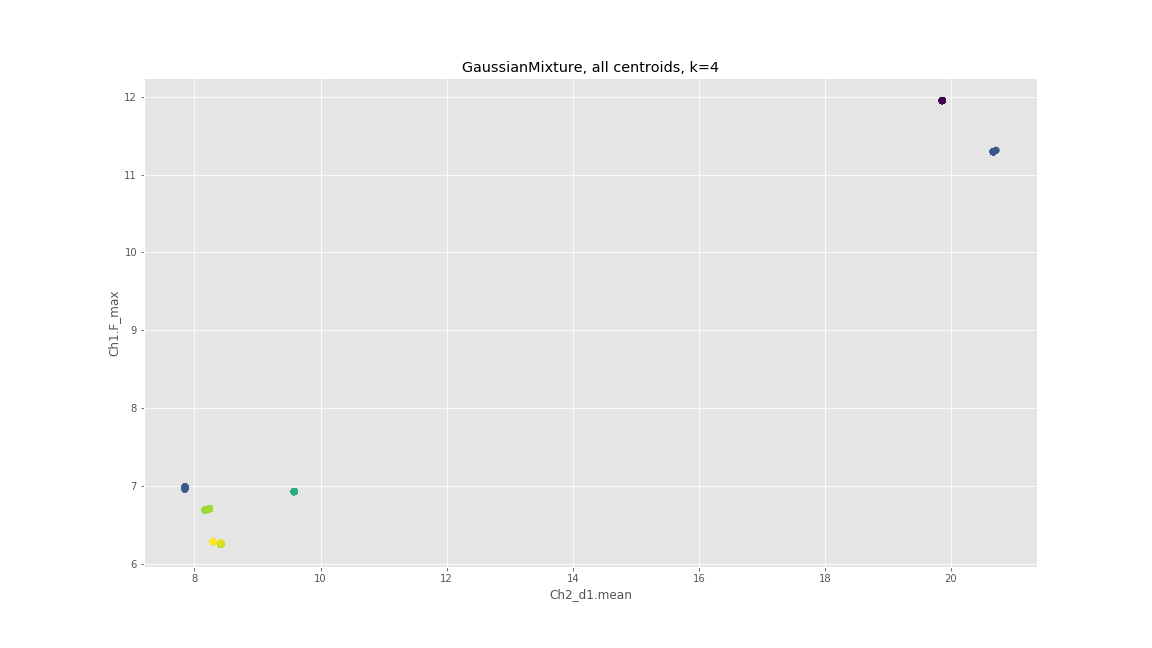 GaussianMixture, all centroids, k=4
12
11
10
9
8
7
6
Ch1.F_max
8 10 12 14 16 18 20
Ch2_d1.mean